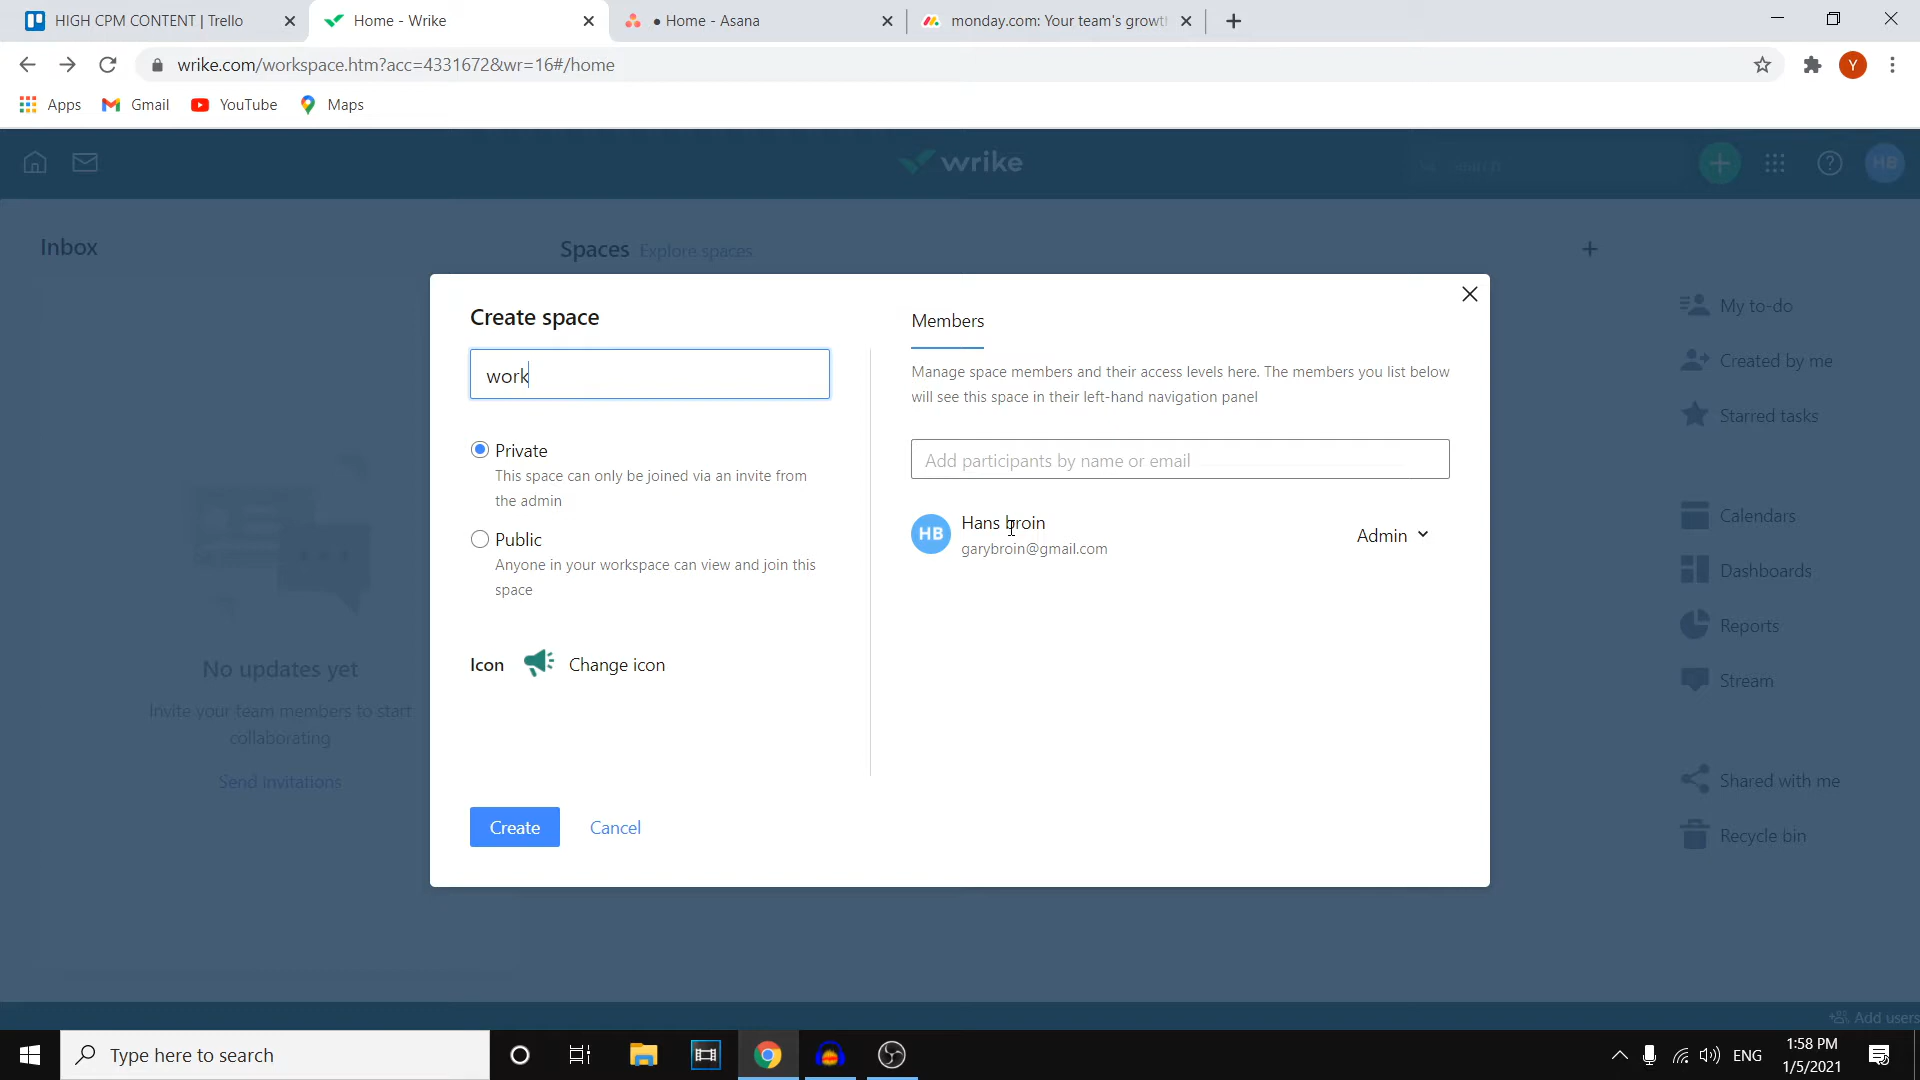 HIGH CPM CONTENT | Trello
Home - Wrike
● Home - Asana
monday.com: Your team's growt
wrike.com/workspace.htm?acc=4331672&wr=16#/home
Y
Apps
Gmail
YouTube
Maps
wrike
HB
Inbox
Spaces Explore spaces
Create space
work
Private
This space can only be joined via an invite from
the admin
Public
Anyone in your workspace can view and join this
space
Icon
Change icon
Create
Cancel
Members
Manage space members and their access levels here. The members you list below
will see this space in their left-hand navigation panel
Add participants by name or email
HB
Hans broin
garybroin@gmail.com
Admin
No updates yet
Invite your team members to start
collaborating
Send invitations
My to-do
Created by me
Starred tasks
Calendars
Dashboards
Reports
Stream
Shared with me
Recycle bin
Add users
Type here to search
ENG
1:58 PM
1/5/2021